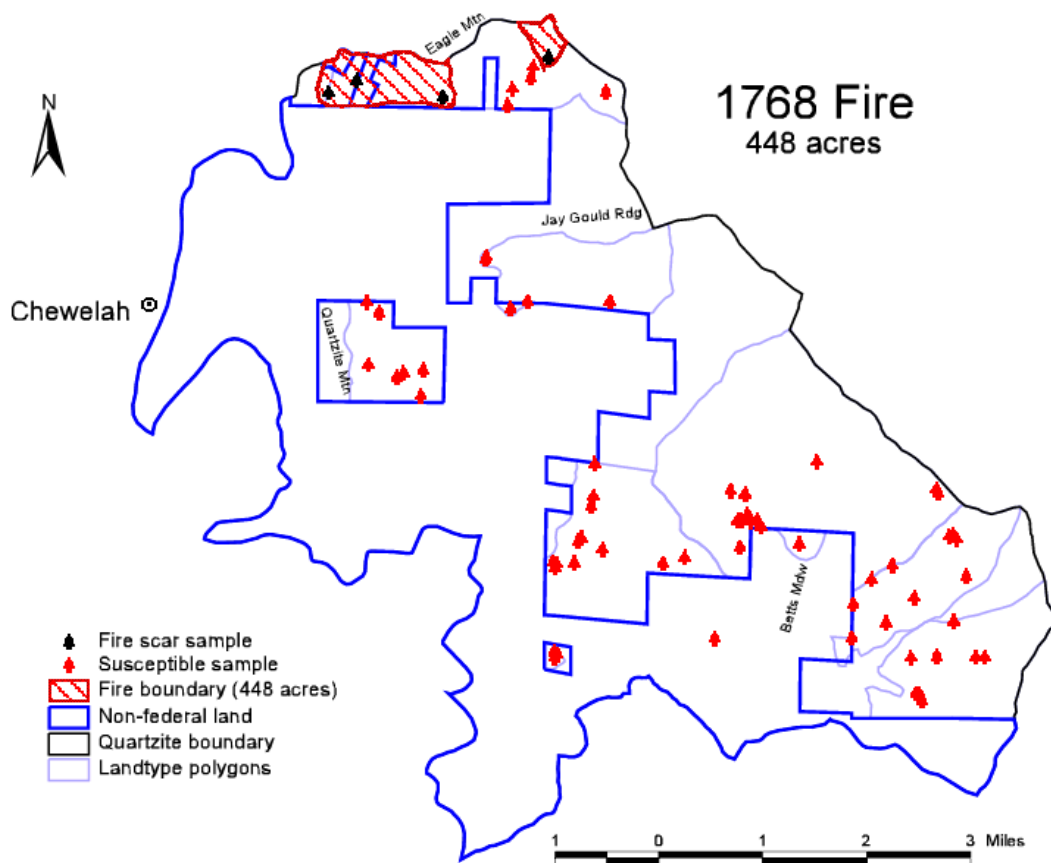 Eagle Mtn
N
1768 Fire
448 acres
Jay Gould Rdg
Chewelah
Quartzite Mtn
Betts Mdw
Fire scar sample
Susceptible sample
Fire boundary (448 acres)
Non-federal land
Quartzite boundary
Landtype polygons
1 0 1 2 3 Miles